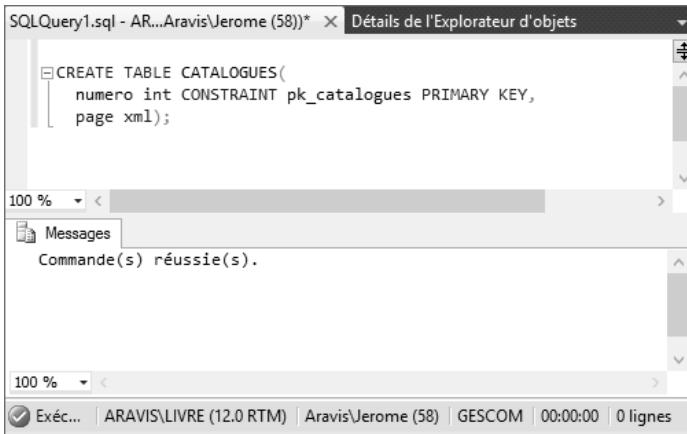 SQLQuery1.sql - AR...Aravis\Jerome (58))* × Détails de l'Explorateur d'objets
CREATE TABLE CATALOGUES(
numero int CONSTRAINT pk_catalogues PRIMARY KEY,
page xml);
100 %
Messages
Commande(s) réussie(s).
100 %
Exéc... ARAVIS\LIVRE (12.0 RTM) Aravis\Jerome (58) GESCOM 00:00:00 0 lignes